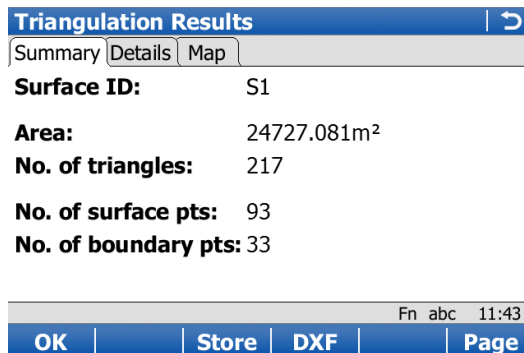 Triangulation Results
Summary Details Map
Surface ID: S1
Area: 24727.081m²
No. of triangles: 217
No. of surface pts: 93
No. of boundary pts: 33
Fn abc 11:43
OK Store DXF Page